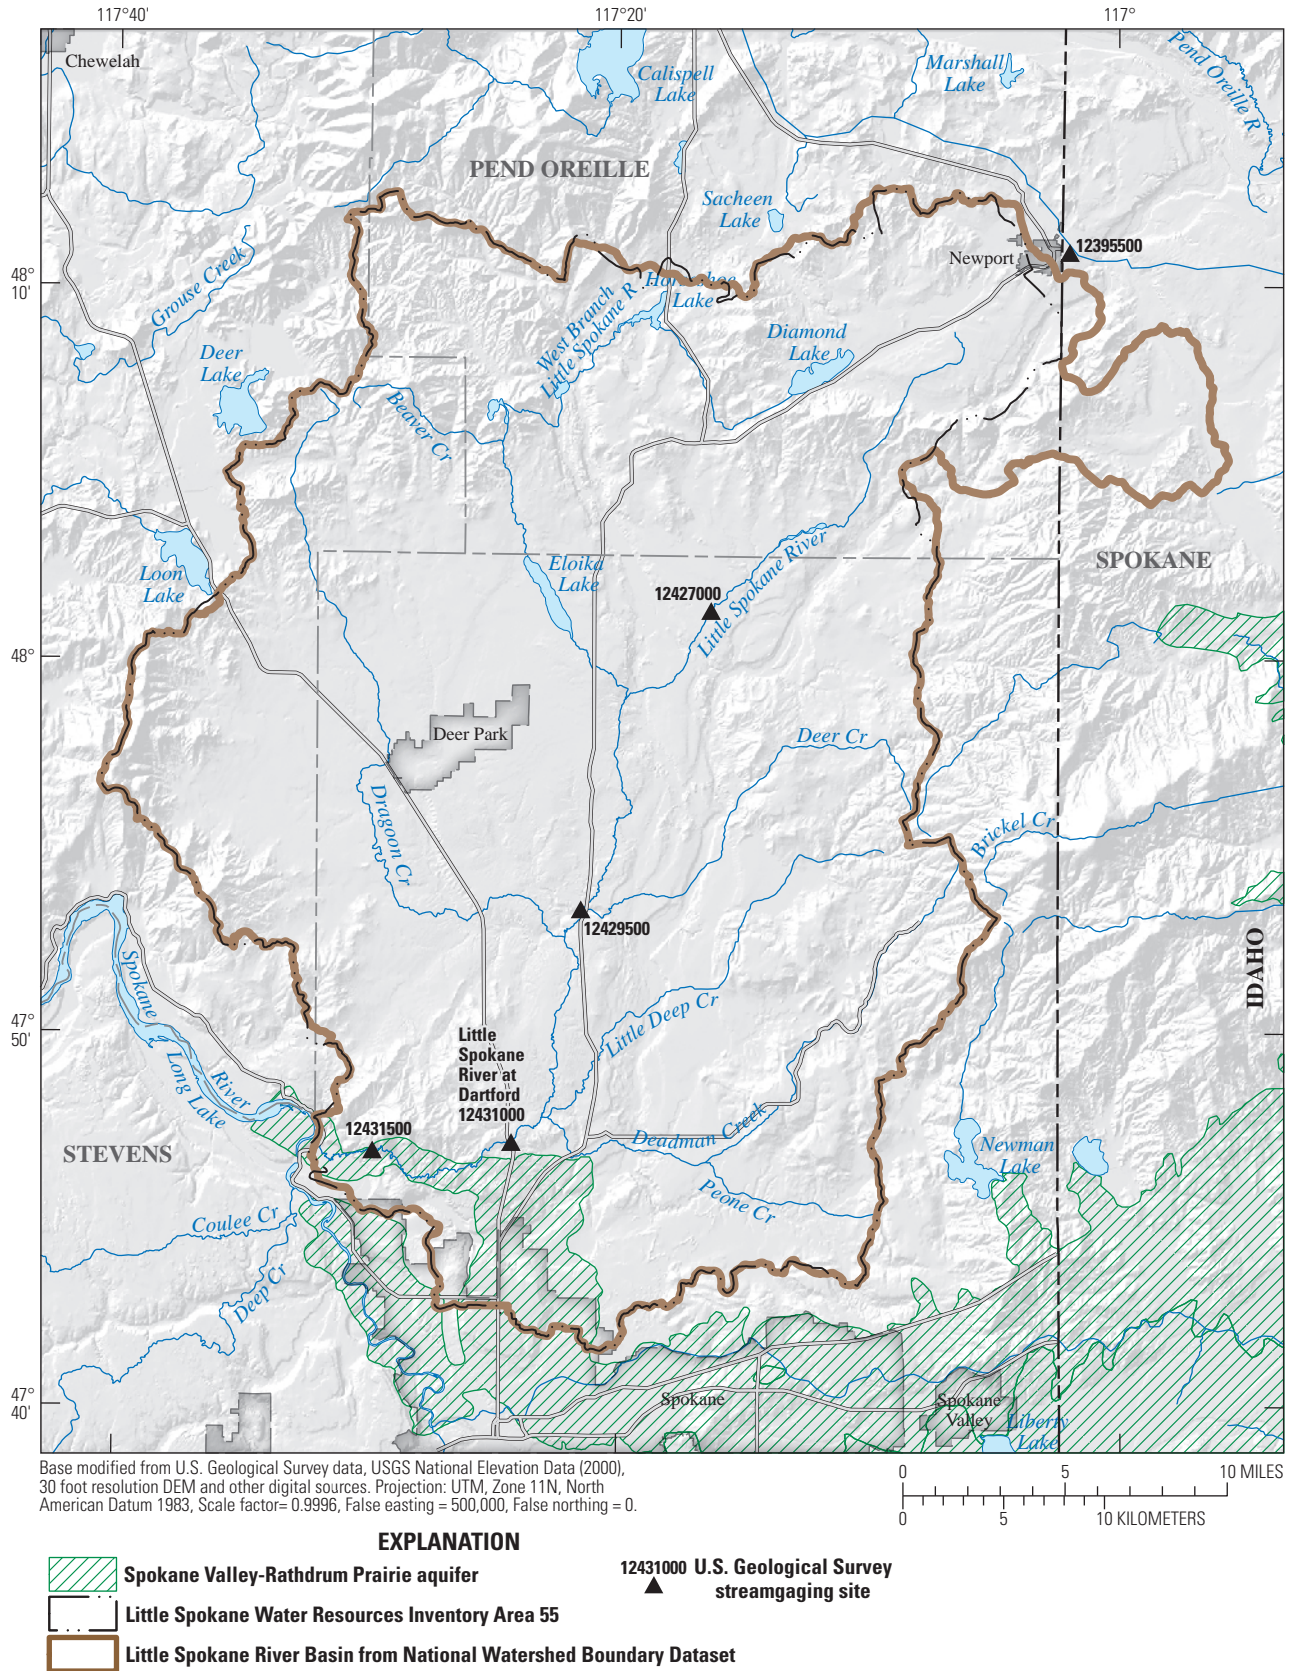 117°40'
117°20'
117°
Chewelah
Calispell
Lake
Marshall
Lake
Pend Oreille R
PEND OREILLE
Sacheen
Lake
12395500
Newport
48°
10'
Grouse Creek
Lake
West Branch
Little Spokane R
Diamond
Lake
Deer
Lake
Beaver Cr
Loon
Lake
Eloika
Lake
SPOKANE
12427000
Little Spokane River
48°
Deer Park
Deer Cr
Dragoon Cr
Brickel Cr
12429500
Spokane
River
Long Lake
IDAHO
Little Deep Cr
47°
50'
Little
Spokane
River at
Dartford
12431000
12431500
STEVENS
Deadman Creek
Newman
Lake
Peone Cr
Coulee Cr
Deep Cr
47°
40'
Spokane
Spokane
Valley
Liberty
Lake
Base modified from U.S. Geological Survey data, USGS National Elevation Data (2000),
30 foot resolution DEM and other digital sources. Projection: UTM, Zone 11N, North
American Datum 1983, Scale factor= 0.9996, False easting = 500,000, False northing = 0.
0 5 10 MILES
0 5 10 KILOMETERS
EXPLANATION
Spokane Valley-Rathdrum Prairie aquifer
Little Spokane Water Resources Inventory Area 55
Little Spokane River Basin from National Watershed Boundary Dataset
12431000 U.S. Geological Survey
streamgaging site